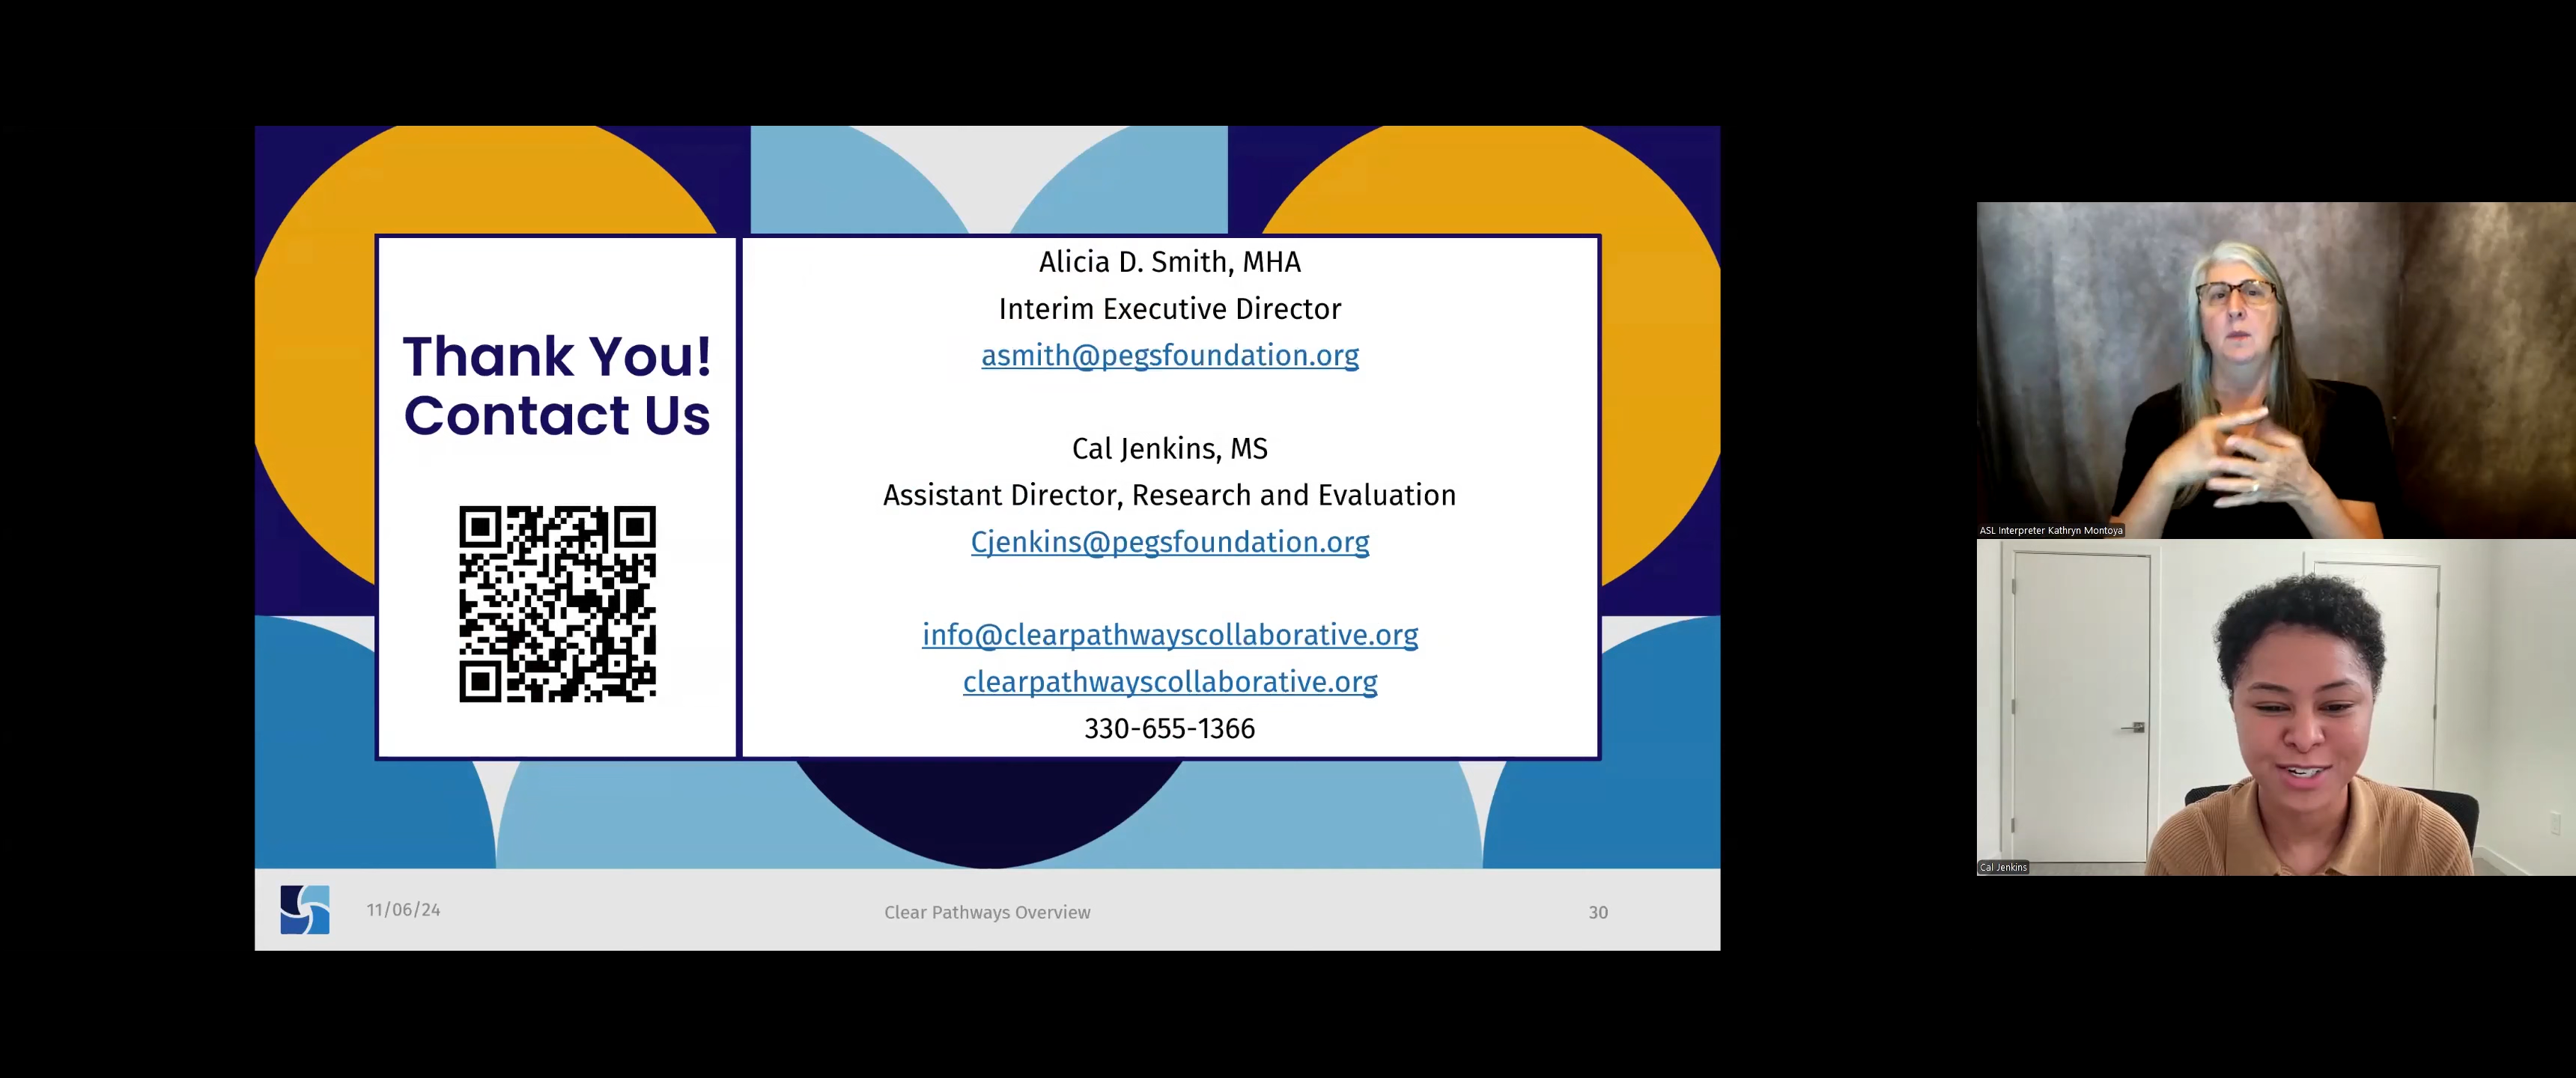 Thank You!
Contact Us
Alicia D. Smith, MHA
Interim Executive Director
asmith@pegsfoundation.org
Cal Jenkins, MS
Assistant Director, Research and Evaluation
Cjenkins@pegsfoundation.org
info@clearpathwayscollaborative.org
clearpathwayscollaborative.org
330-655-1366
11/06/24
Clear Pathways Overview
30
ASL Interpreter Kathryn Montoya
Cal Jenkins